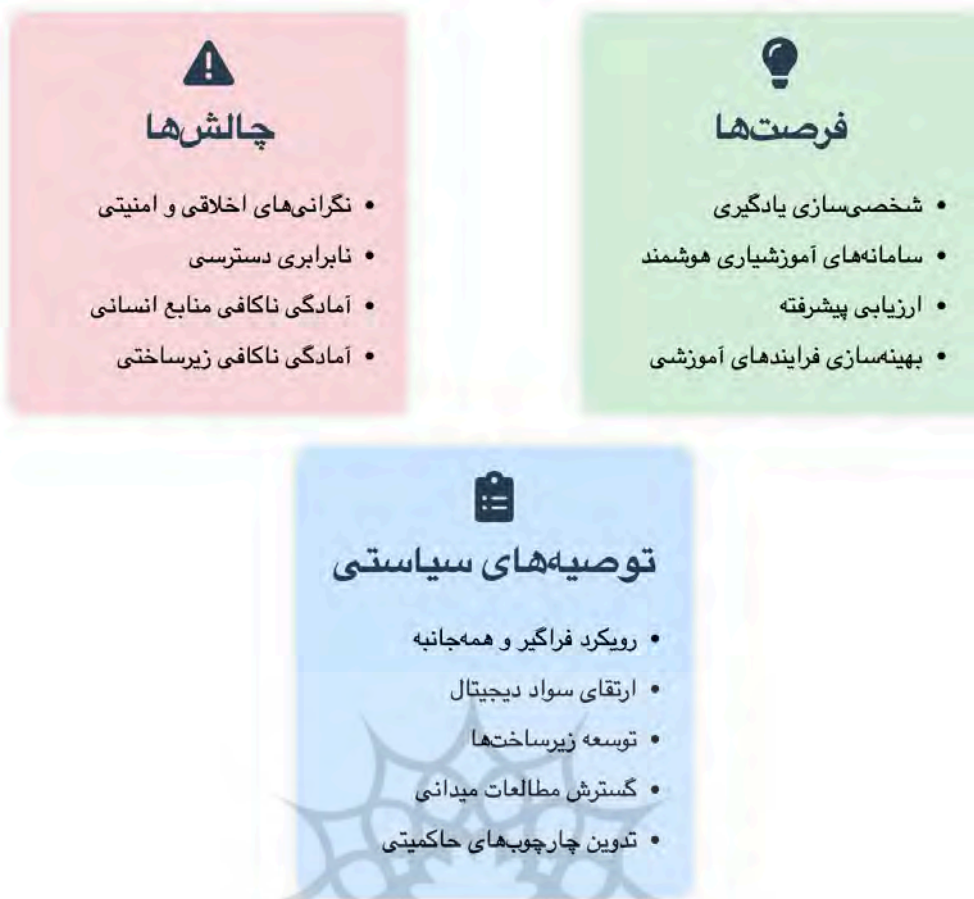 فرصت‌ها
• شخصی‌سازی یادگیری
• سامانه‌های آموزشیاری هوشمند
• ارزیابی پیشرفته
• بهینه‌سازی فرایندهای آموزشی
چالش‌ها
• نگرانی‌های اخلاقی و امنیتی
• نابرابری دسترسی
• آمادگی ناکافی منابع انسانی
• آمادگی ناکافی زیرساختی
توصیه‌های سیاستی
• رویکرد فراگیر و همه‌جانبه
• ارتقای سواد دیجیتال
• توسعه زیرساخت‌ها
• گسترش مطالعات میدانی
• تدوین چارچوب‌های حاکمیتی